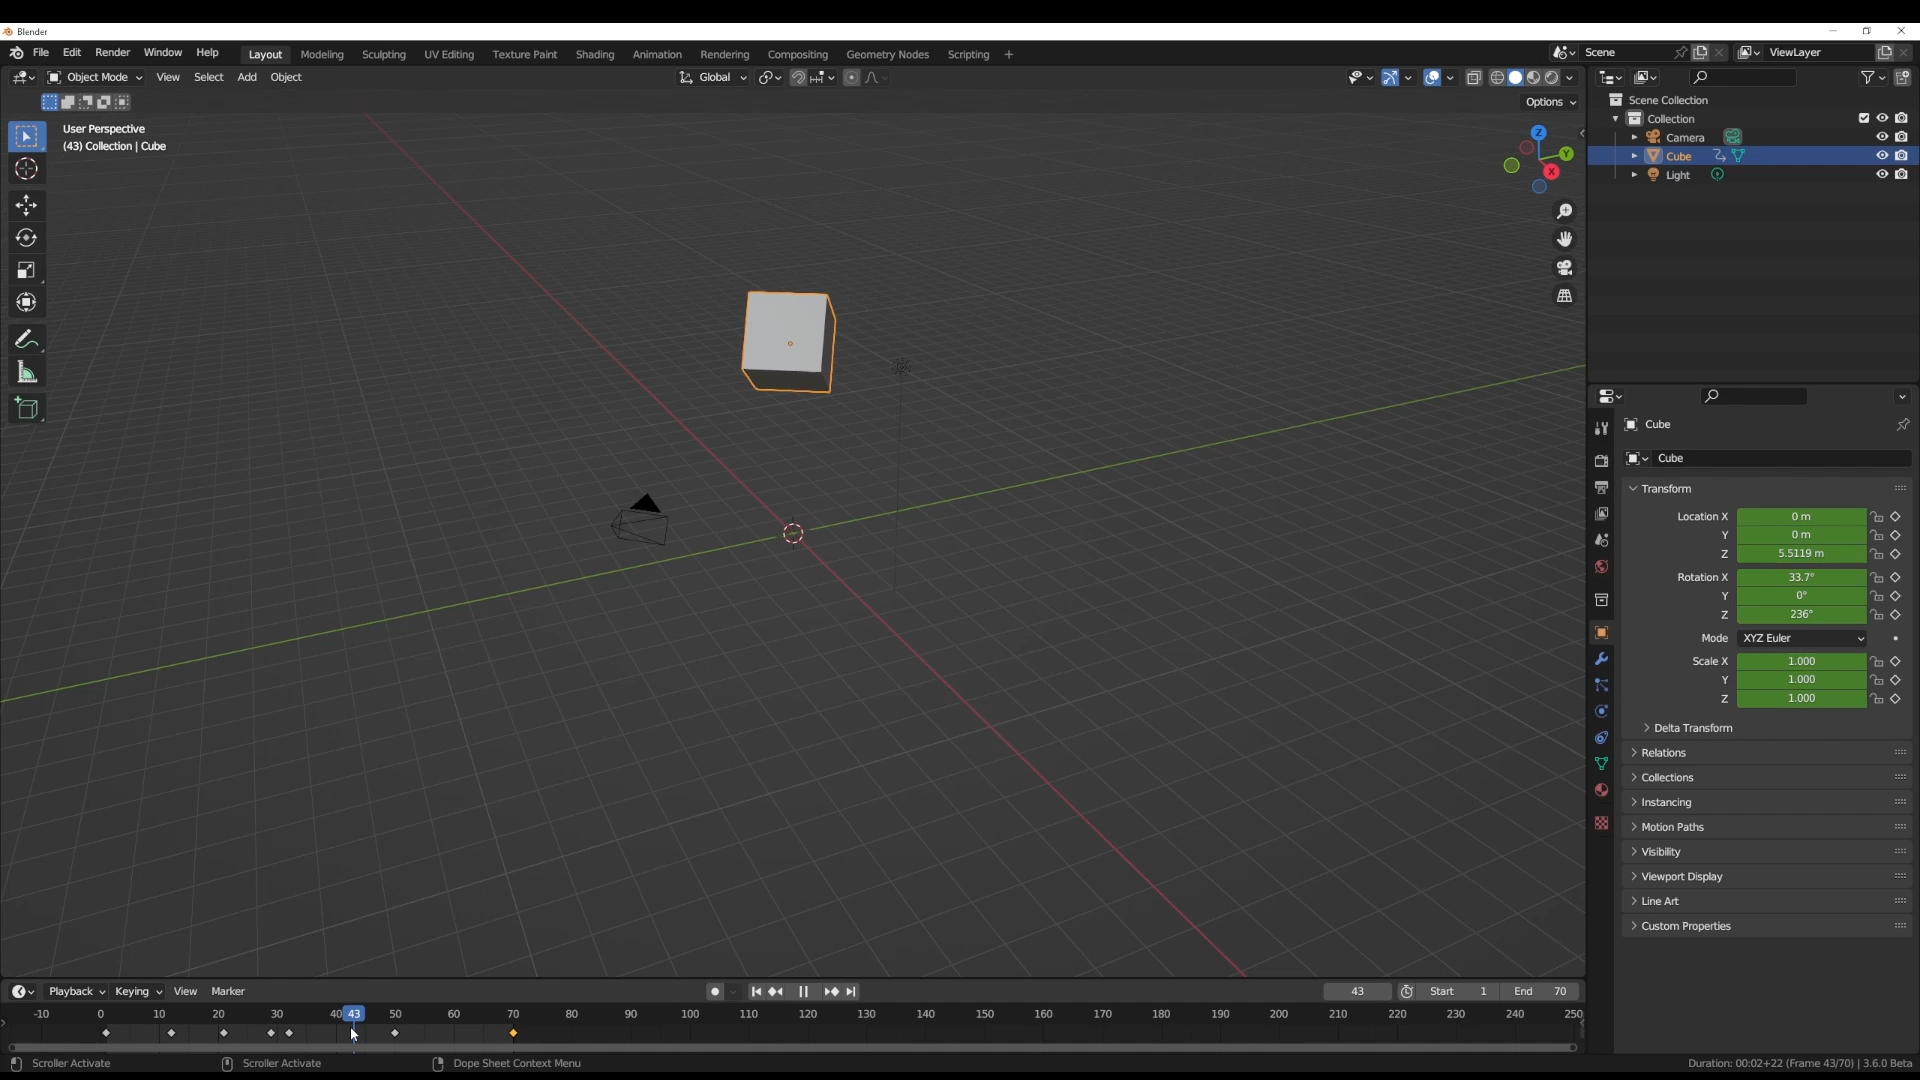 Blender
File Edit Render Window Help Layout Modeling Sculpting UV Editing Texture Paint Shading Animation Rendering Compositing Geometry Nodes Scripting + Scene ViewLayer
Object Mode View Select Add Object Global
Options
User Perspective
(43) Collection | Cube
Z
Y
X
Scene Collection
Collection
Camera
Cube
Light
Cube
Cube
Transform
Location X 0 m
Y 0 m
Z 5.5119 m
Rotation X 33.7°
Y 0°
Z 236°
Mode XYZ Euler
Scale X 1.000
Y 1.000
Z 1.000
Delta Transform
Relations
Collections
Instancing
Motion Paths
Visibility
Viewport Display
Line Art
Custom Properties
Playback Keying View Marker 43 Start 1 End 70
-10 0 10 20 30 40 43 50 60 70 80 90 100 110 120 130 140 150 160 170 180 190 200 210 220 230 240 250
Scroller Activate Scroller Activate Dope Sheet Context Menu Duration: 00:02+22 (Frame 43/70) | 3.6.0 Beta